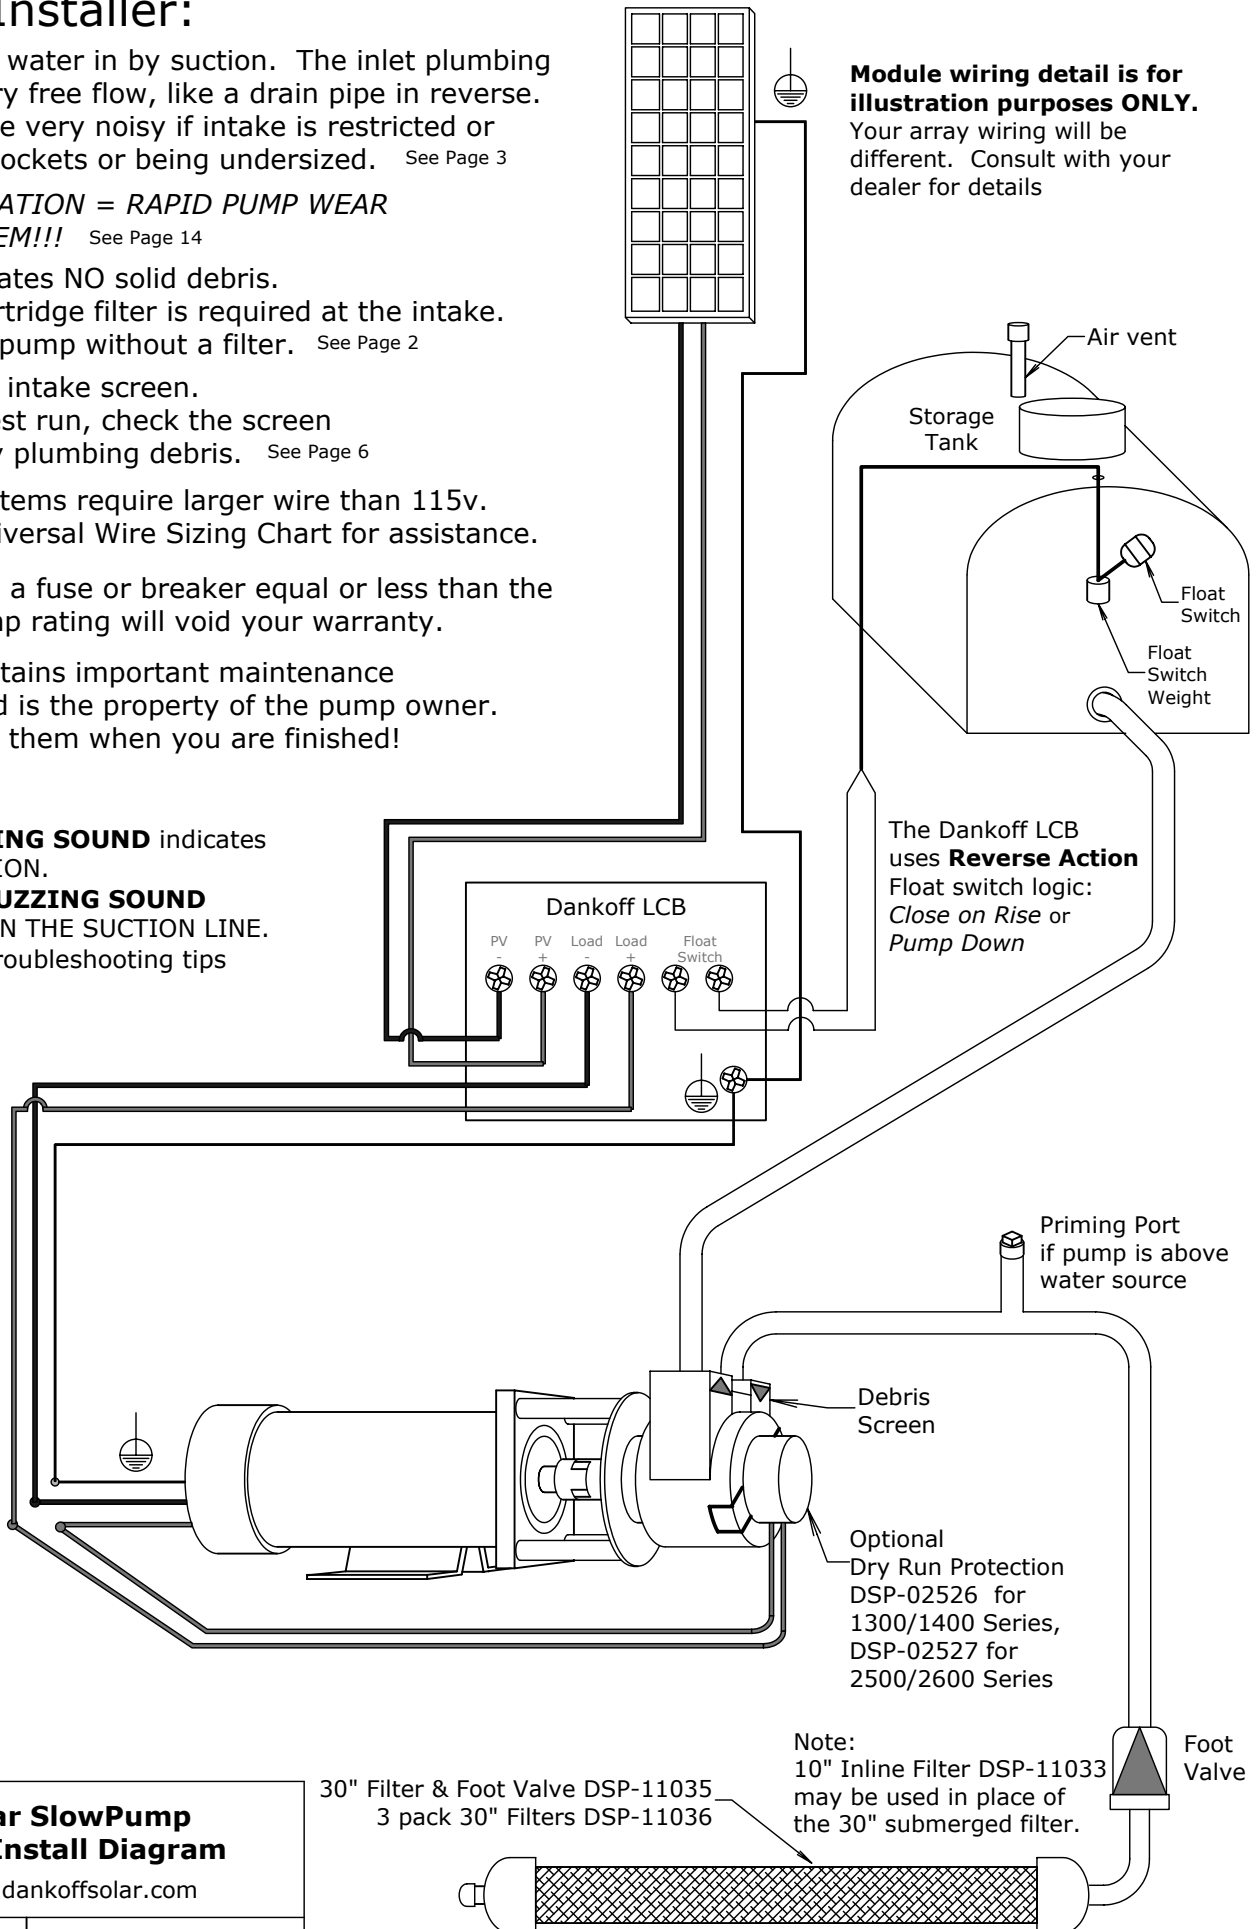 Installer:
water in by suction. The inlet plumbing
ry free flow, like a drain pipe in reverse.
e very noisy if intake is restricted or
ockets or being undersized. See Page 3
ATION = RAPID PUMP WEAR
EM!!! See Page 14
ates NO solid debris.
rtridge filter is required at the intake.
pump without a filter. See Page 2
intake screen.
est run, check the screen
y plumbing debris. See Page 6
stems require larger wire than 115v.
iversal Wire Sizing Chart for assistance.
a fuse or breaker equal or less than the
np rating will void your warranty.
tains important maintenance
d is the property of the pump owner.
them when you are finished!
ING SOUND indicates
ION.
UZZING SOUND
N THE SUCTION LINE.
roubleshooting tips
Module wiring detail is for
illustration purposes ONLY.
Your array wiring will be
different. Consult with your
dealer for details
Air vent
Storage
Tank
Float
Switch
Float
Switch
Weight
The Dankoff LCB
uses Reverse Action
Float switch logic:
Close on Rise or
Pump Down
Dankoff LCB
PV PV Load Load Float
- + - + Switch
Priming Port
if pump is above
water source
Debris
Screen
Optional
Dry Run Protection
DSP-02526 for
1300/1400 Series,
DSP-02527 for
2500/2600 Series
Foot
Valve
Note:
10" Inline Filter DSP-11033
may be used in place of
the 30" submerged filter.
30" Filter & Foot Valve DSP-11035
3 pack 30" Filters DSP-11036
ar SlowPump
Install Diagram
dankoffsolar.com